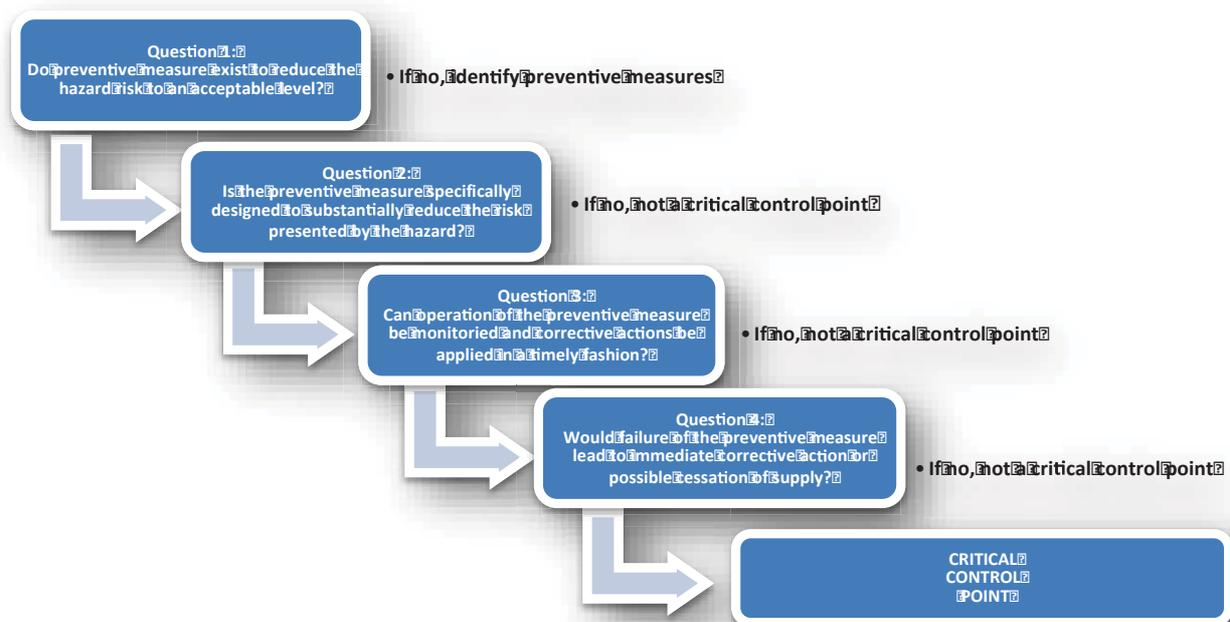 Question 1:
Do preventive measure exist to reduce the
hazard risk to an acceptable level?
• If no, identify preventive measures
Question 2:
Is the preventive measure specifically
designed to substantially reduce the risk
presented by the hazard?
• If no, not a critical control point
Question 3:
Can operation of the preventive measure
be monitoried and corrective actions be
applied in a timely fashion?
• If no, not a critical control point
Question 4:
Would failure of the preventive measure
lead to immediate corrective action or
possible cessation of supply?
• If no, not a critical control point
CRITICAL
CONTROL
POINT